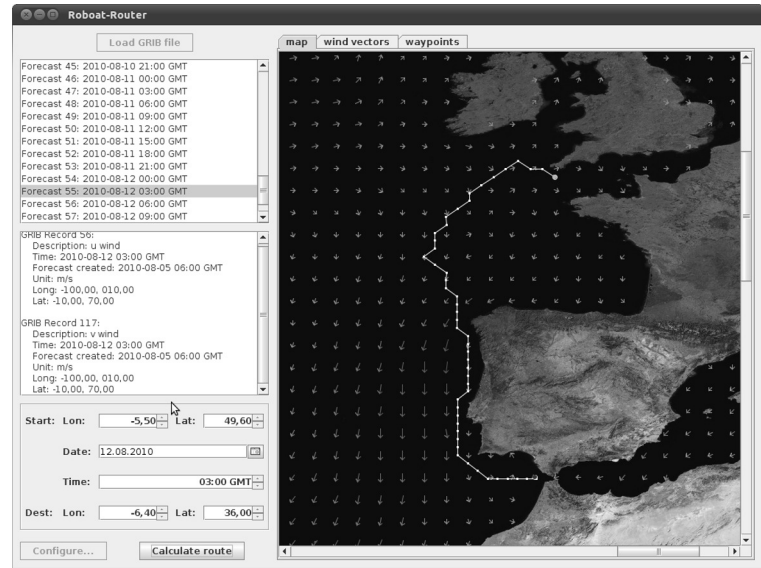 Roboat-Router
Load GRIB file
Forecast 45: 2010-08-10 21:00 GMT
Forecast 46: 2010-08-11 00:00 GMT
Forecast 47: 2010-08-11 03:00 GMT
Forecast 48: 2010-08-11 06:00 GMT
Forecast 49: 2010-08-11 09:00 GMT
Forecast 50: 2010-08-11 12:00 GMT
Forecast 51: 2010-08-11 15:00 GMT
Forecast 52: 2010-08-11 18:00 GMT
Forecast 53: 2010-08-11 21:00 GMT
Forecast 54: 2010-08-12 00:00 GMT
Forecast 55: 2010-08-12 03:00 GMT
Forecast 56: 2010-08-12 06:00 GMT
Forecast 57: 2010-08-12 09:00 GMT
GRIB Record 56:
Description: u wind
Time: 2010-08-12 03:00 GMT
Forecast created: 2010-08-05 06:00 GMT
Unit: m/s
Long: -100,00, 010,00
Lat: -10,00, 70,00
GRIB Record 117:
Description: v wind
Time: 2010-08-12 03:00 GMT
Forecast created: 2010-08-05 06:00 GMT
Unit: m/s
Long: -100,00, 010,00
Lat: -10,00, 70,00
Start: Lon: -5,50 Lat: 49,60
Date: 12.08.2010
Time: 03:00 GMT
Dest: Lon: -6,40 Lat: 36,00
Configure... Calculate route
map wind vectors waypoints